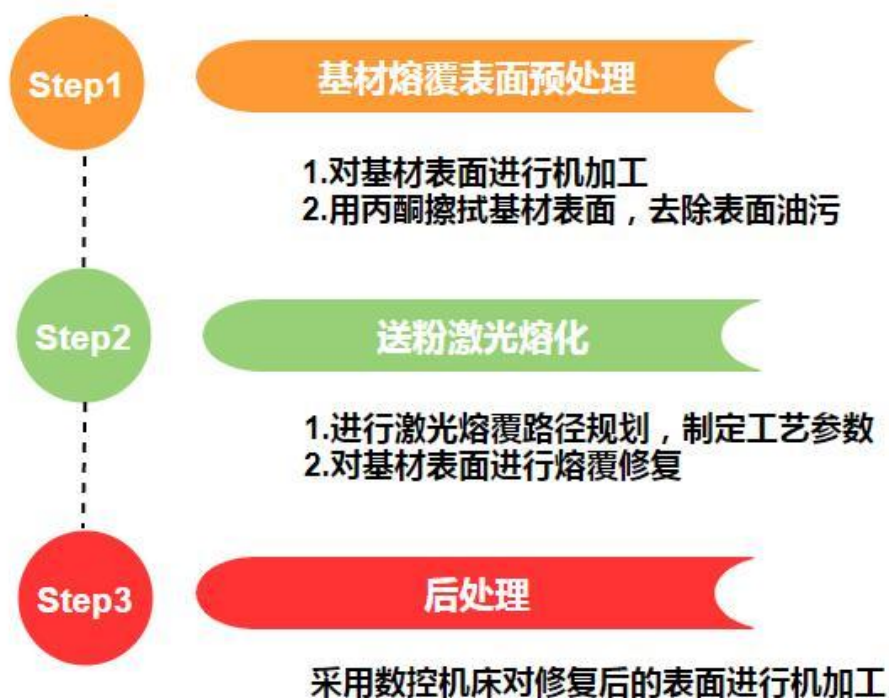 Step1
基材熔覆表面预处理
1.对基材表面进行机加工
2.用丙酮擦拭基材表面，去除表面油污
Step2
送粉激光熔化
1.进行激光熔覆路径规划，制定工艺参数
2.对基材表面进行熔覆修复
Step3
后处理
采用数控机床对修复后的表面进行机加工